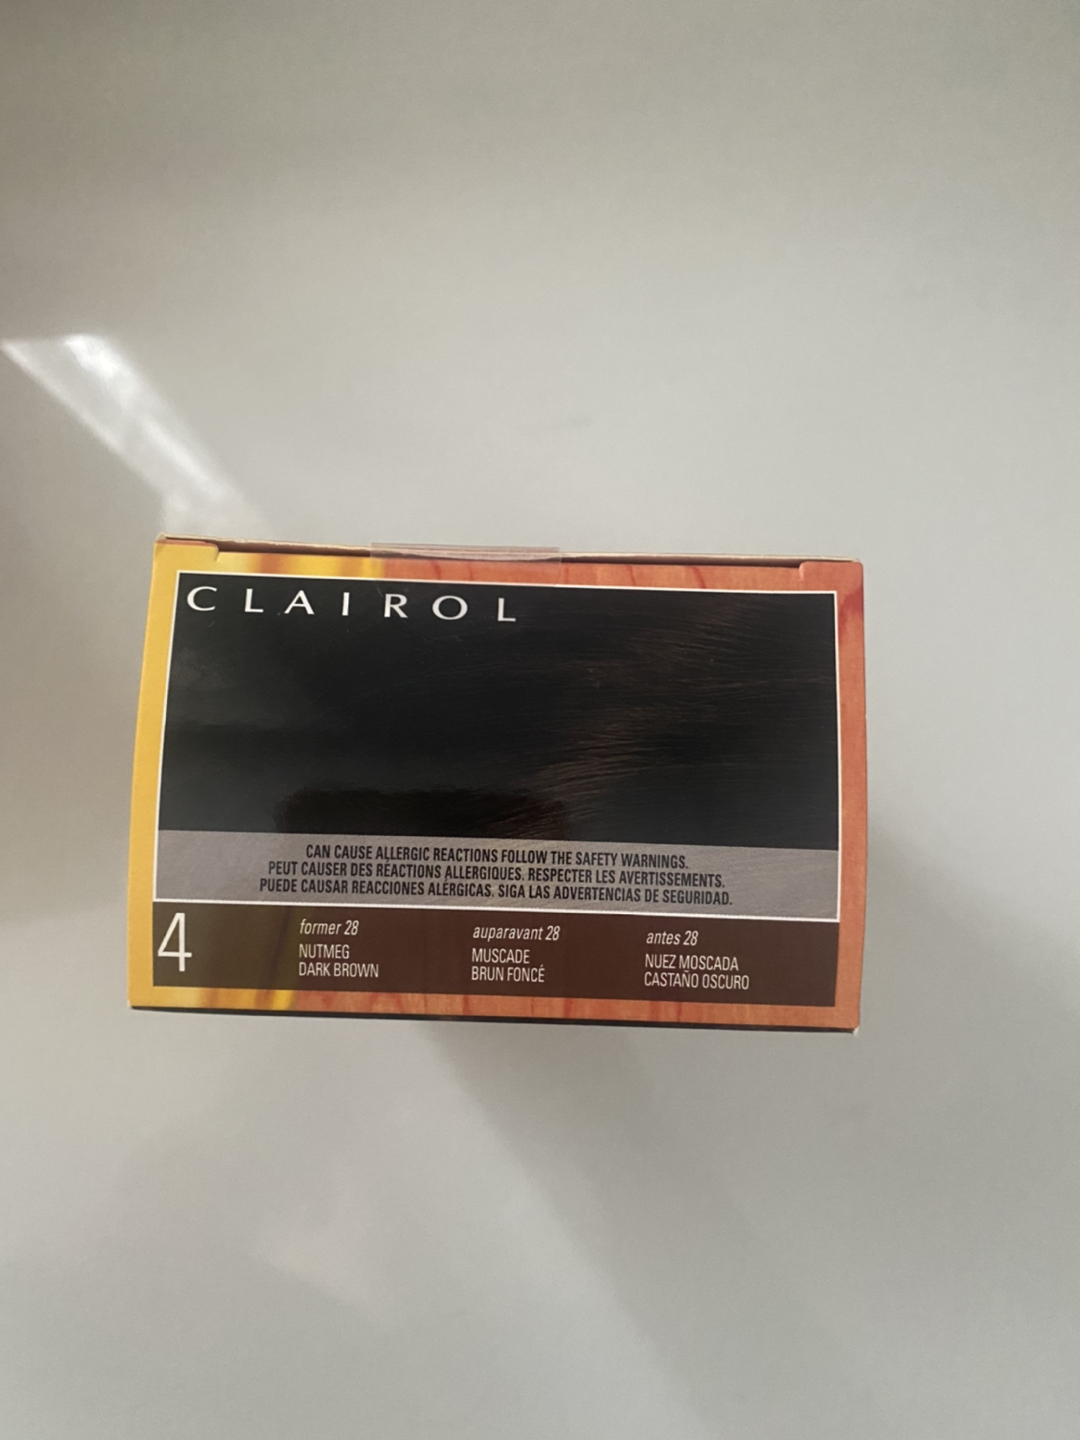 CLAIROL
CAN CAUSE ALLERGIC REACTIONS FOLLOW THE SAFETY WARNINGS.
PEUT CAUSER DES RÉACTIONS ALLERGIQUES. RESPECTER LES AVERTISSEMENTS.
PUEDE CAUSAR REACCIONES ALÉRGICAS. SIGA LAS ADVERTENCIAS DE SEGURIDAD.
4
former 28
NUTMEG
DARK BROWN
auparavant 28
MUSCADE
BRUN FONCÉ
antes 28
NUEZ MOSCADA
CASTAÑO OSCURO